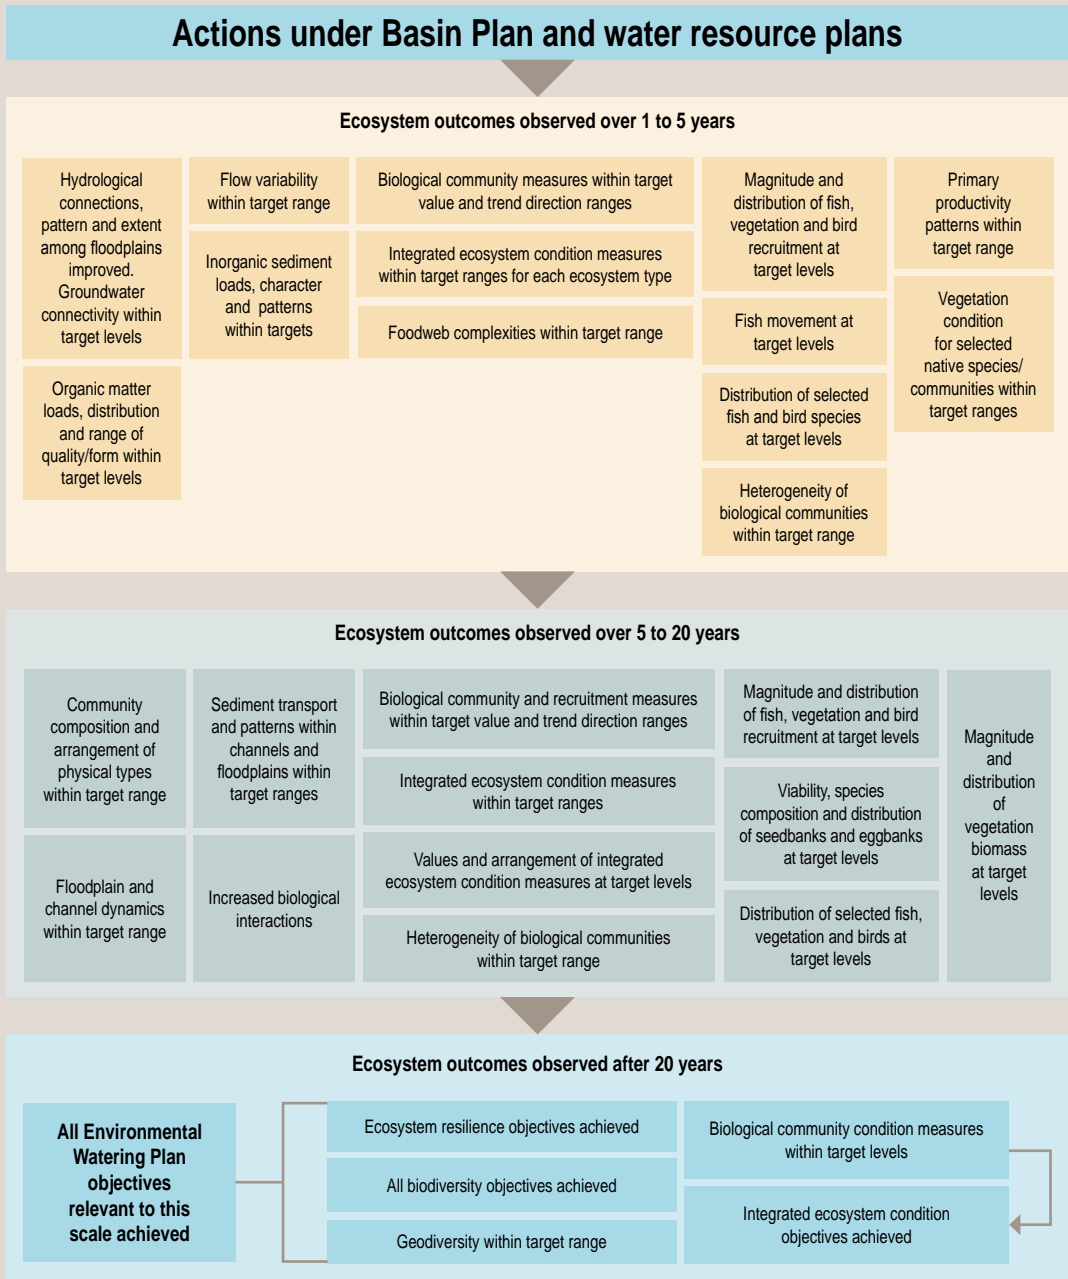 Actions under Basin Plan and water resource plans
Ecosystem outcomes observed over 1 to 5 years
Hydrological
connections,
pattern and extent
among floodplains
improved.
Groundwater
connectivity within
target levels
Organic matter
loads, distribution
and range of
quality/form within
target levels
Flow variability
within target range
Inorganic sediment
loads, character
and patterns
within targets
Biological community measures within target
value and trend direction ranges
Integrated ecosystem condition measures
within target ranges for each ecosystem type
Foodweb complexities within target range
Magnitude and
distribution of fish,
vegetation and bird
recruitment at
target levels
Fish movement at
target levels
Distribution of selected
fish and bird species
at target levels
Heterogeneity of
biological communities
within target range
Primary
productivity
patterns within
target range
Vegetation
condition
for selected
native species/
communities within
target ranges
Ecosystem outcomes observed over 5 to 20 years
Community
composition and
arrangement of
physical types
within target range
Floodplain and
channel dynamics
within target range
Sediment transport
and patterns within
channels and
floodplains within
target ranges
Increased biological
interactions
Biological community and recruitment measures
within target value and trend direction ranges
Integrated ecosystem condition measures
within target ranges
Values and arrangement of integrated
ecosystem condition measures at target levels
Heterogeneity of biological communities
within target range
Magnitude and distribution
of fish, vegetation and bird
recruitment at target levels
Viability, species
composition and distribution
of seedbanks and eggbanks
at target levels
Distribution of selected fish,
vegetation and birds at
target levels
Magnitude
and
distribution
of
vegetation
biomass
at target
levels
Ecosystem outcomes observed after 20 years
All Environmental
Watering Plan
objectives
relevant to this
scale achieved
Ecosystem resilience objectives achieved
All biodiversity objectives achieved
Geodiversity within target range
Biological community condition measures
within target levels
Integrated ecosystem condition
objectives achieved